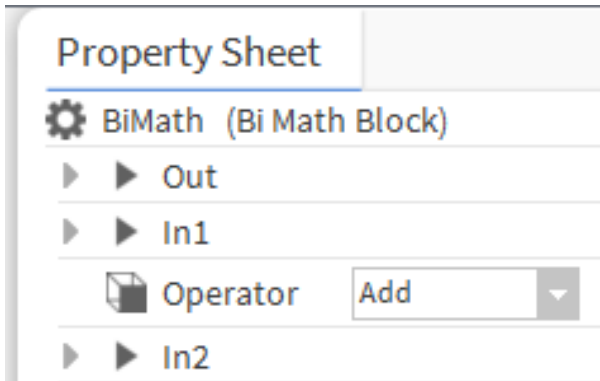 Property Sheet
BiMath (Bi Math Block)
Out
In1
Operator Add
In2